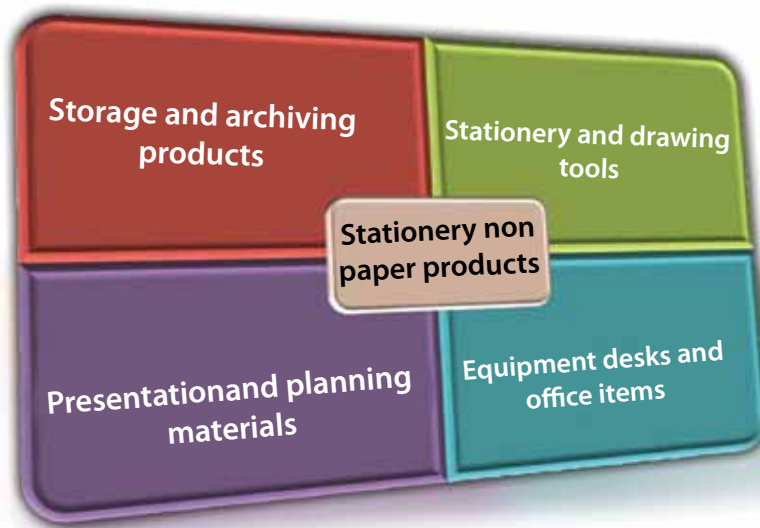 Storage and archiving
products
Stationery and drawing
tools
Stationery non
paper products
Presentationand planning
materials
Equipment desks and
office items